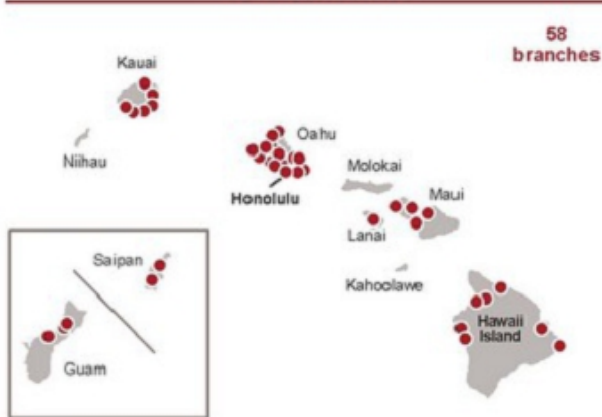 58
branches
Kauai
Oahu
Niihau
Molokai
Honolulu
Maui
Lanai
Saipan
Kahoolawe
Hawaii
Island
Guam